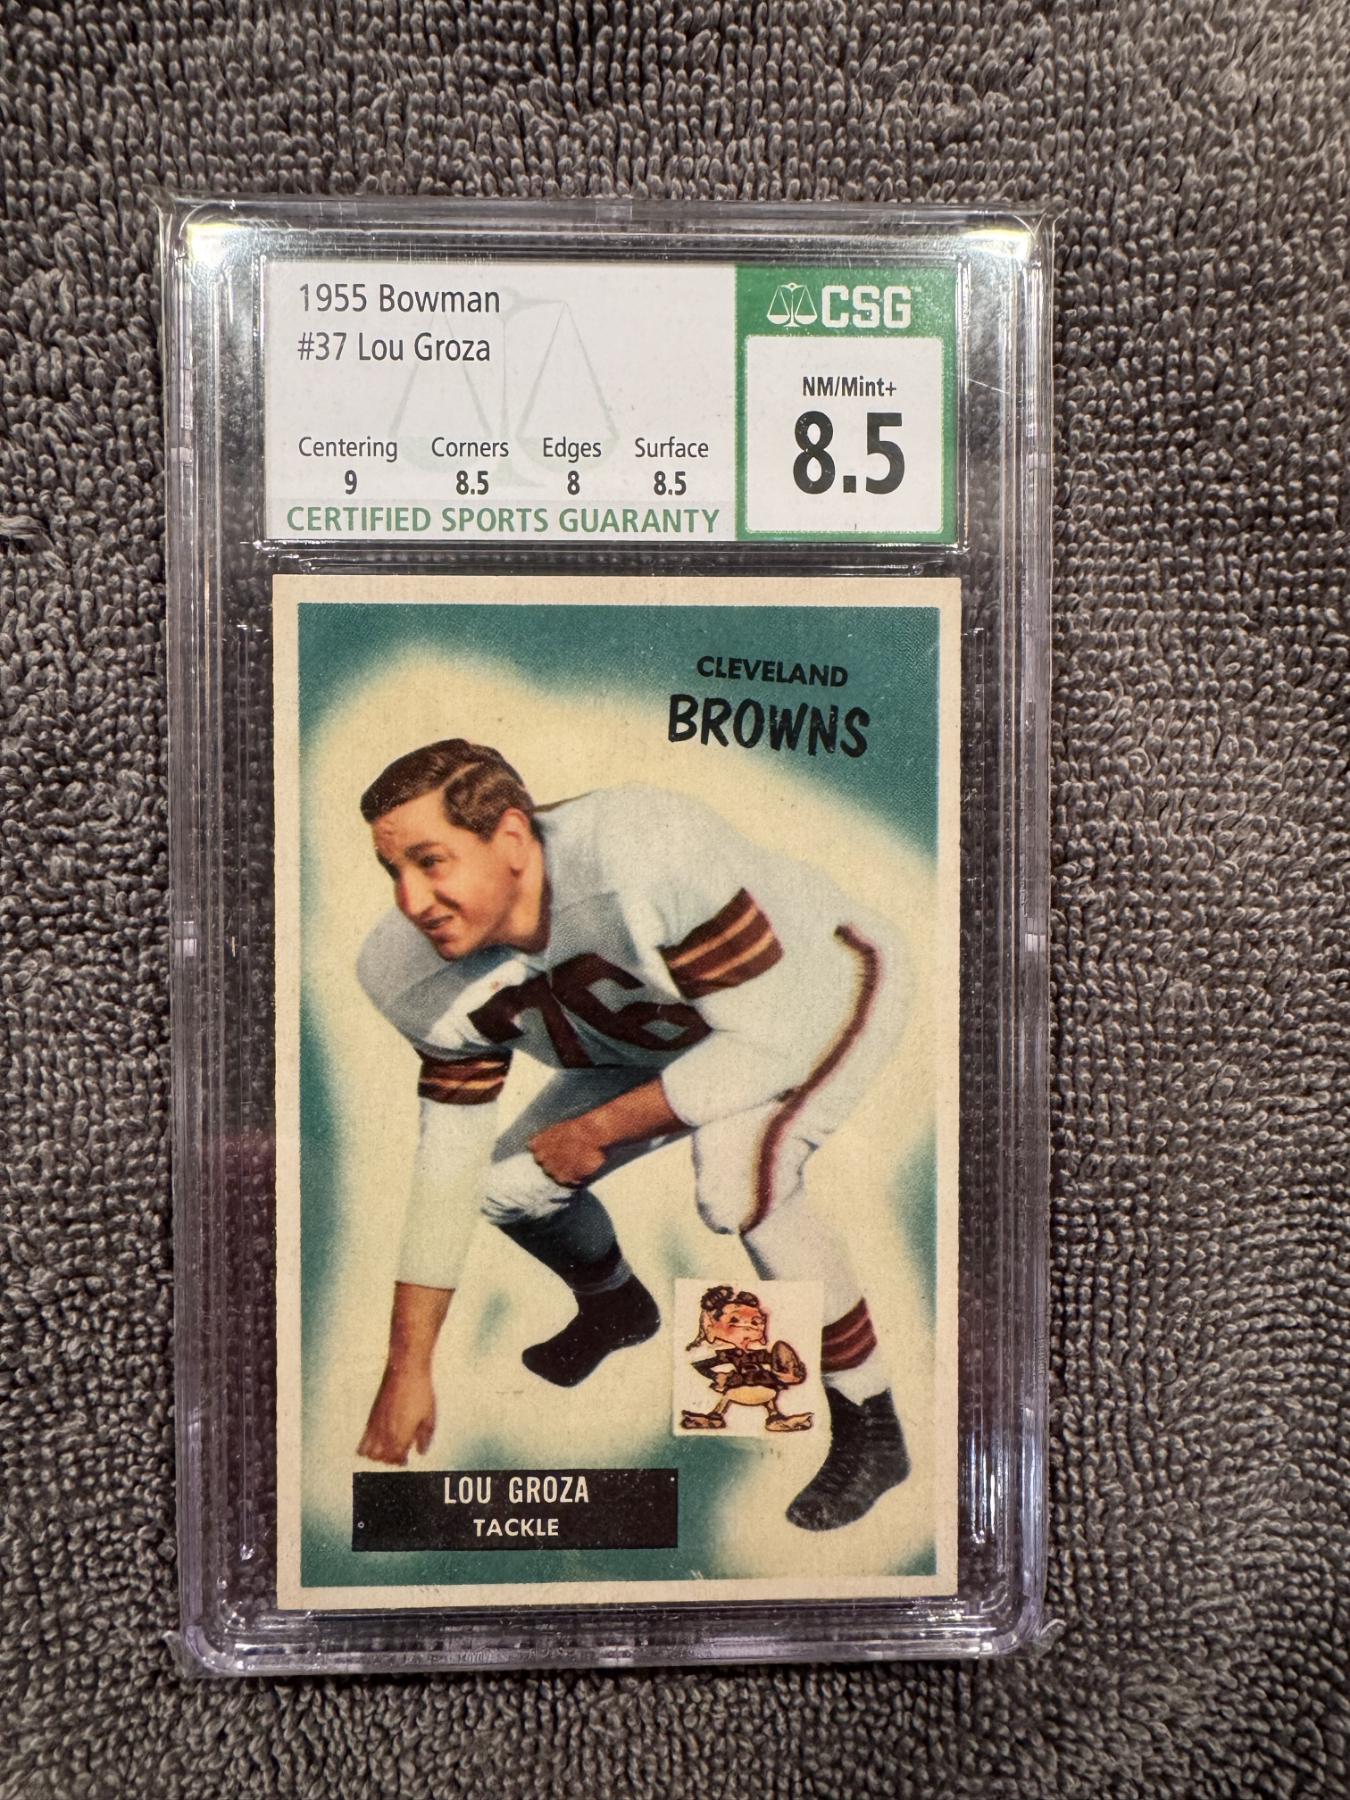 1955 Bowman
#37 Lou Groza
Centering Corners Edges Surface
9 8.5 8 8.5
CERTIFIED SPORTS GUARANTY
CSG™
NM/Mint+
8.5
CLEVELAND
BROWNS
76
LOU GROZA
TACKLE